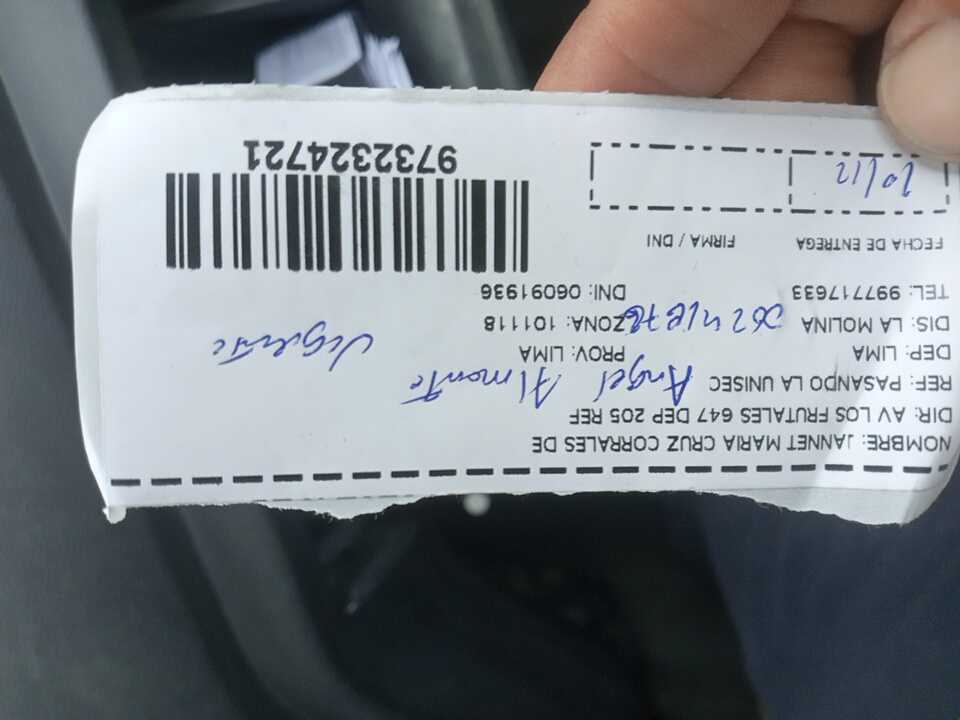 NOMBRE: JANNET MARIA CRUZ CORRALES DE
DIR: AV LOS FRUTALES 647 DEP 205 REF
REF: PASANDO LA UNISEC
Angel Almonte
DEP: LIMA PROV: LIMA
DIS: LA MOLINA ZONA: 101118
Vigilante
TEL: 997717633 DNI: 06091936
FECHA DE ENTREGA FIRMA / DNI
10/12
9732324721